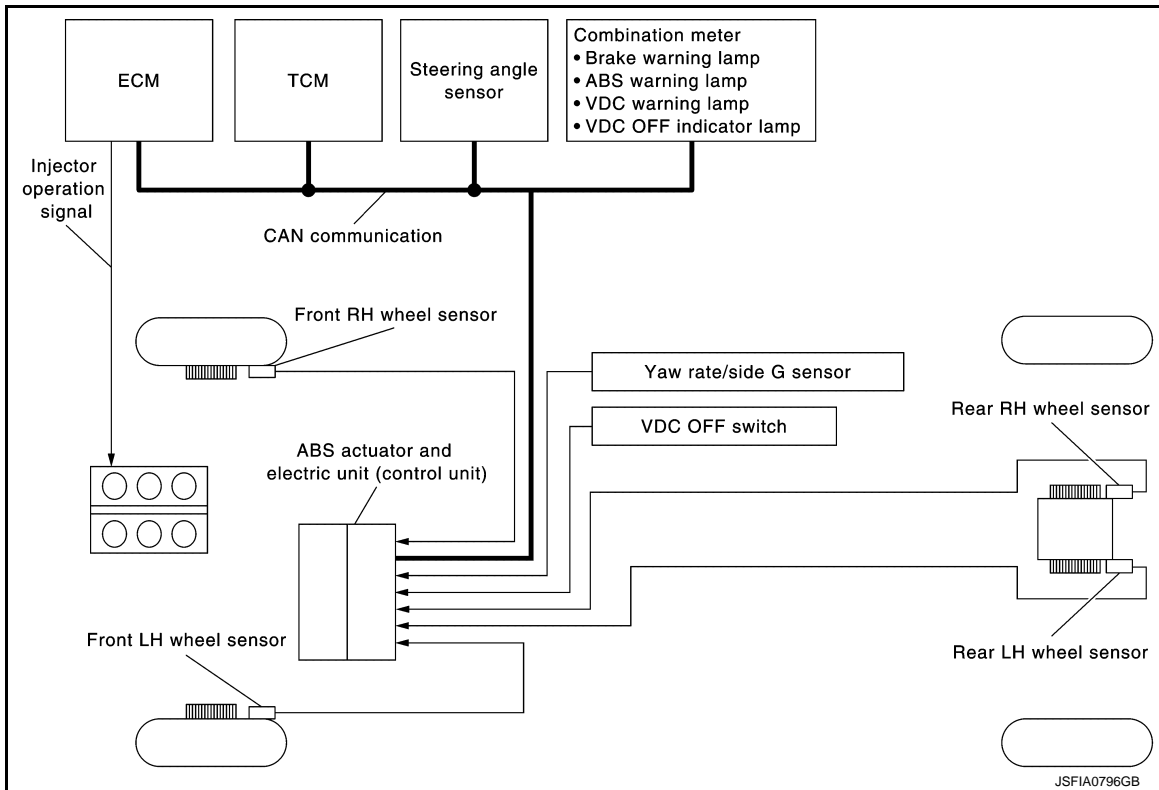 ECM
TCM
Steering angle
sensor
Combination meter
• Brake warning lamp
• ABS warning lamp
• VDC warning lamp
• VDC OFF indicator lamp
Injector
operation
signal
CAN communication
Front RH wheel sensor
Yaw rate/side G sensor
VDC OFF switch
Rear RH wheel sensor
ABS actuator and
electric unit (control unit)
Front LH wheel sensor
Rear LH wheel sensor
JSFIA0796GB